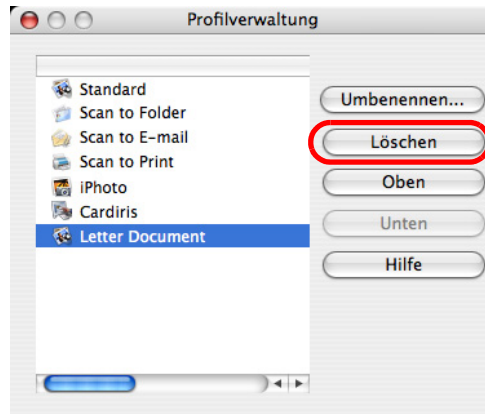 Profilverwaltung
Standard
Scan to Folder
Scan to E-mail
Scan to Print
iPhoto
Cardiris
Letter Document
Umbenennen...
Löschen
Oben
Unten
Hilfe